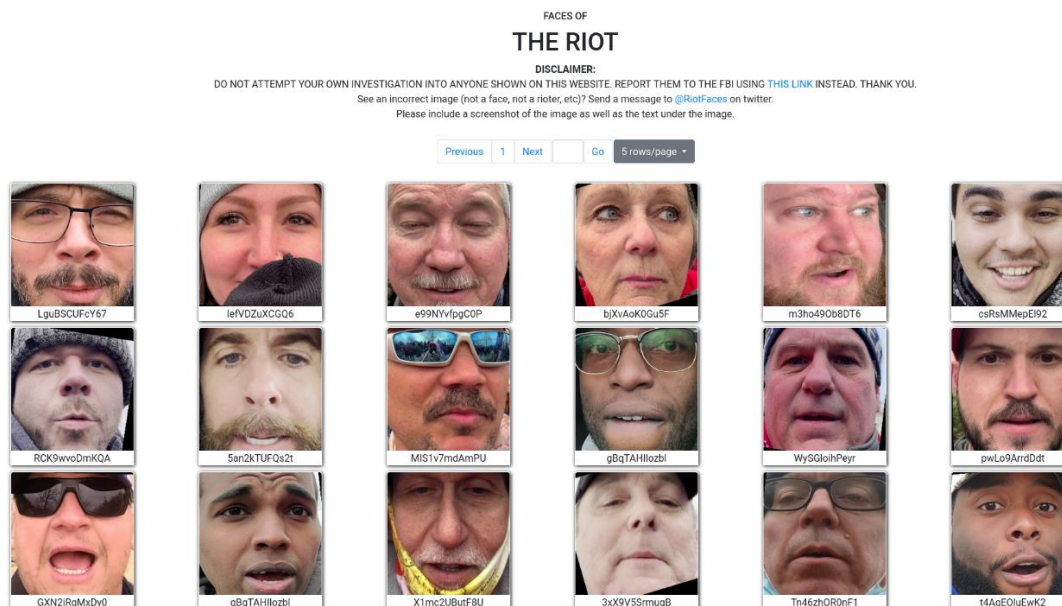 FACES OF
THE RIOT
DISCLAIMER:
DO NOT ATTEMPT YOUR OWN INVESTIGATION INTO ANYONE SHOWN ON THIS WEBSITE. REPORT THEM TO THE FBI USING THIS LINK INSTEAD. THANK YOU.
See an incorrect image (not a face, not a rioter, etc)? Send a message to @RiotFaces on twitter.
Please include a screenshot of the image as well as the text under the image.
Previous 1 Next Go 5 rows/page
LguBSCUFcY67 lefVDZuXCGQ6 e99NYvfpgC0P bjXvAoK0Gu5F m3ho49Ob8DT6 csRsMMepEI92
RCK9wvoDmKQA 5an2kTUFQs2t MIS1v7mdAmPU gBqTAHIlozbl WySGloihPeyr pwLo9ArrdDdt
GXN2iRgMxDy0 gBqTAHIlozbl X1mc2UButF8U 3xX9V5SrmugB Tn46zhOR0nF1 t4AgEOluEwK2